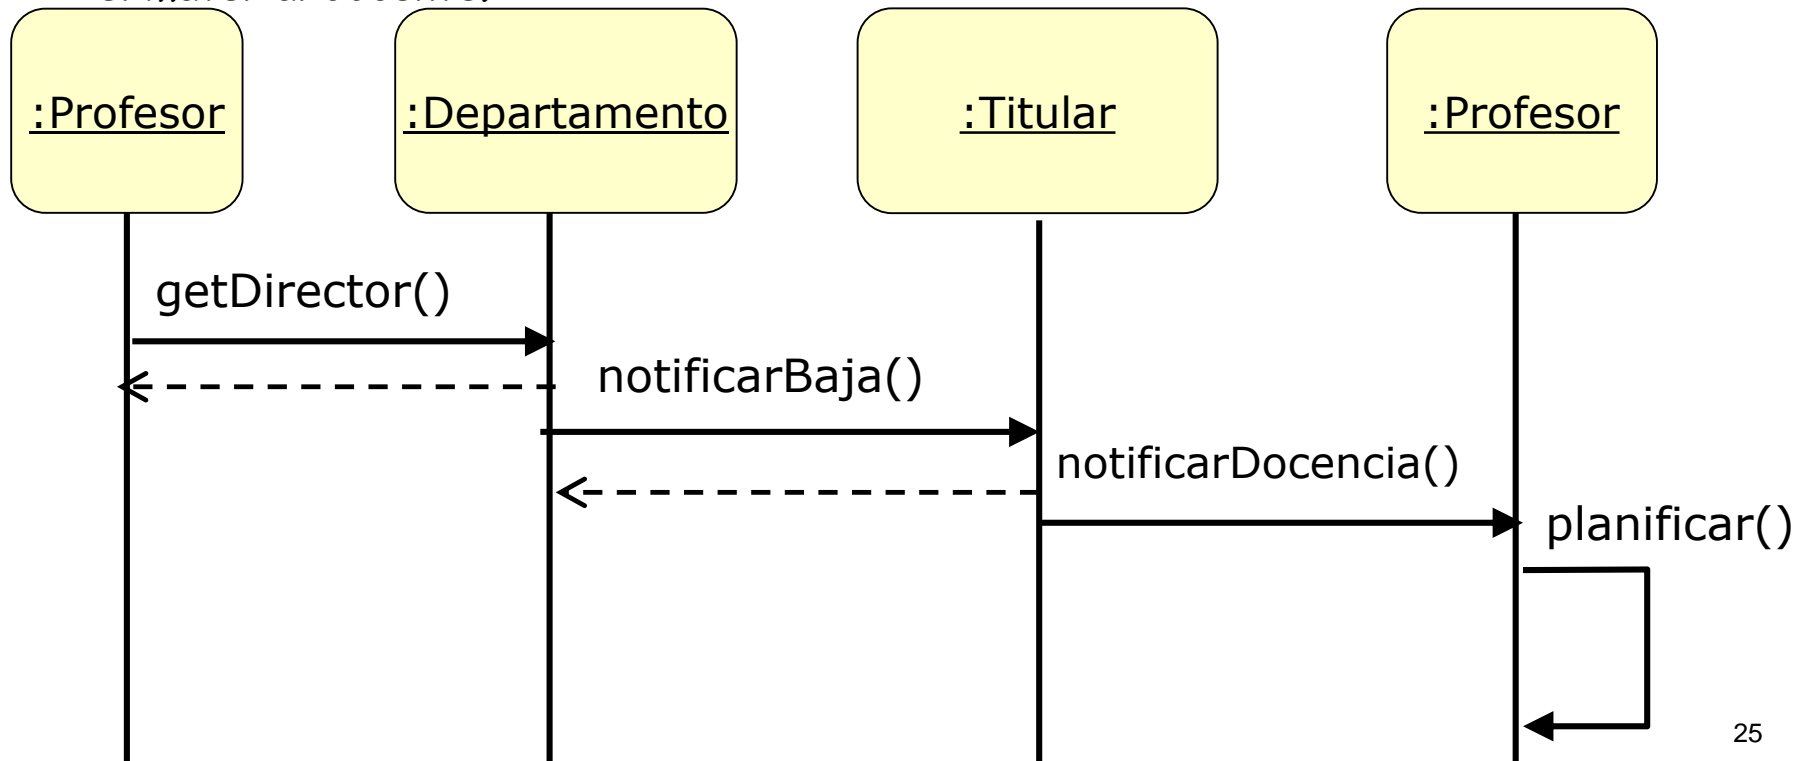 :Profesor
:Departamento
:Titular
:Profesor
getDirector()
notificarBaja()
notificarDocencia()
planificar()
25